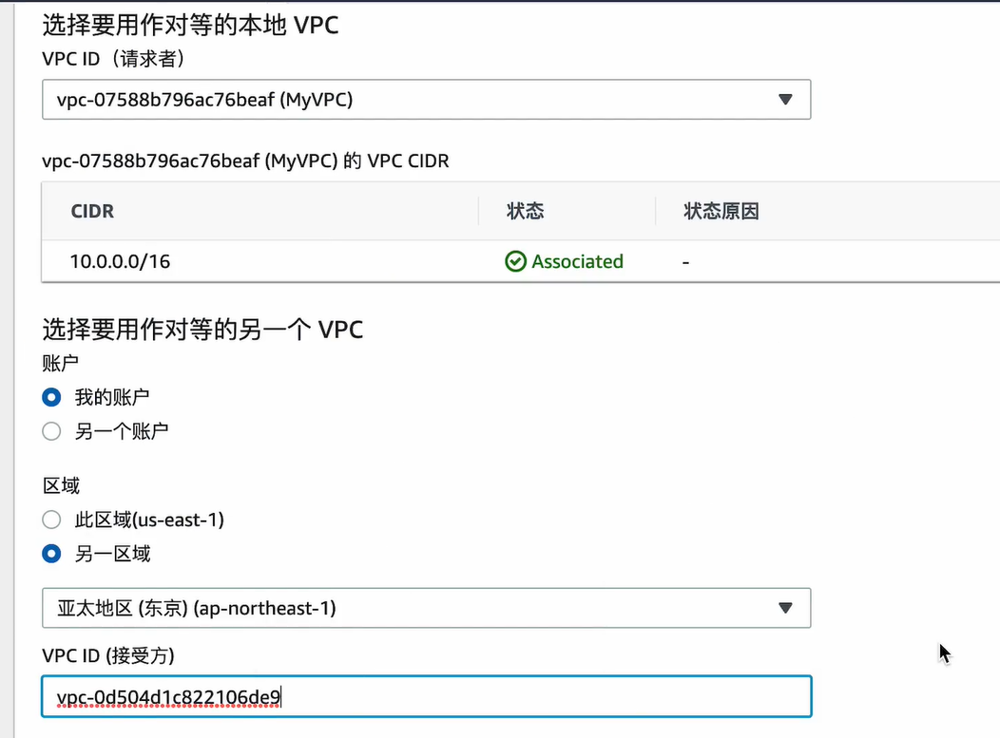 选择要用作对等的本地 VPC
VPC ID（请求者）
vpc-07588b796ac76beaf (MyVPC)
vpc-07588b796ac76beaf (MyVPC) 的 VPC CIDR
CIDR 状态 状态原因
10.0.0.0/16 Associated -
选择要用作对等的另一个 VPC
账户
我的账户
另一个账户
区域
此区域(us-east-1)
另一区域
亚太地区 (东京) (ap-northeast-1)
VPC ID (接受方)
vpc-0d504d1c822106de9